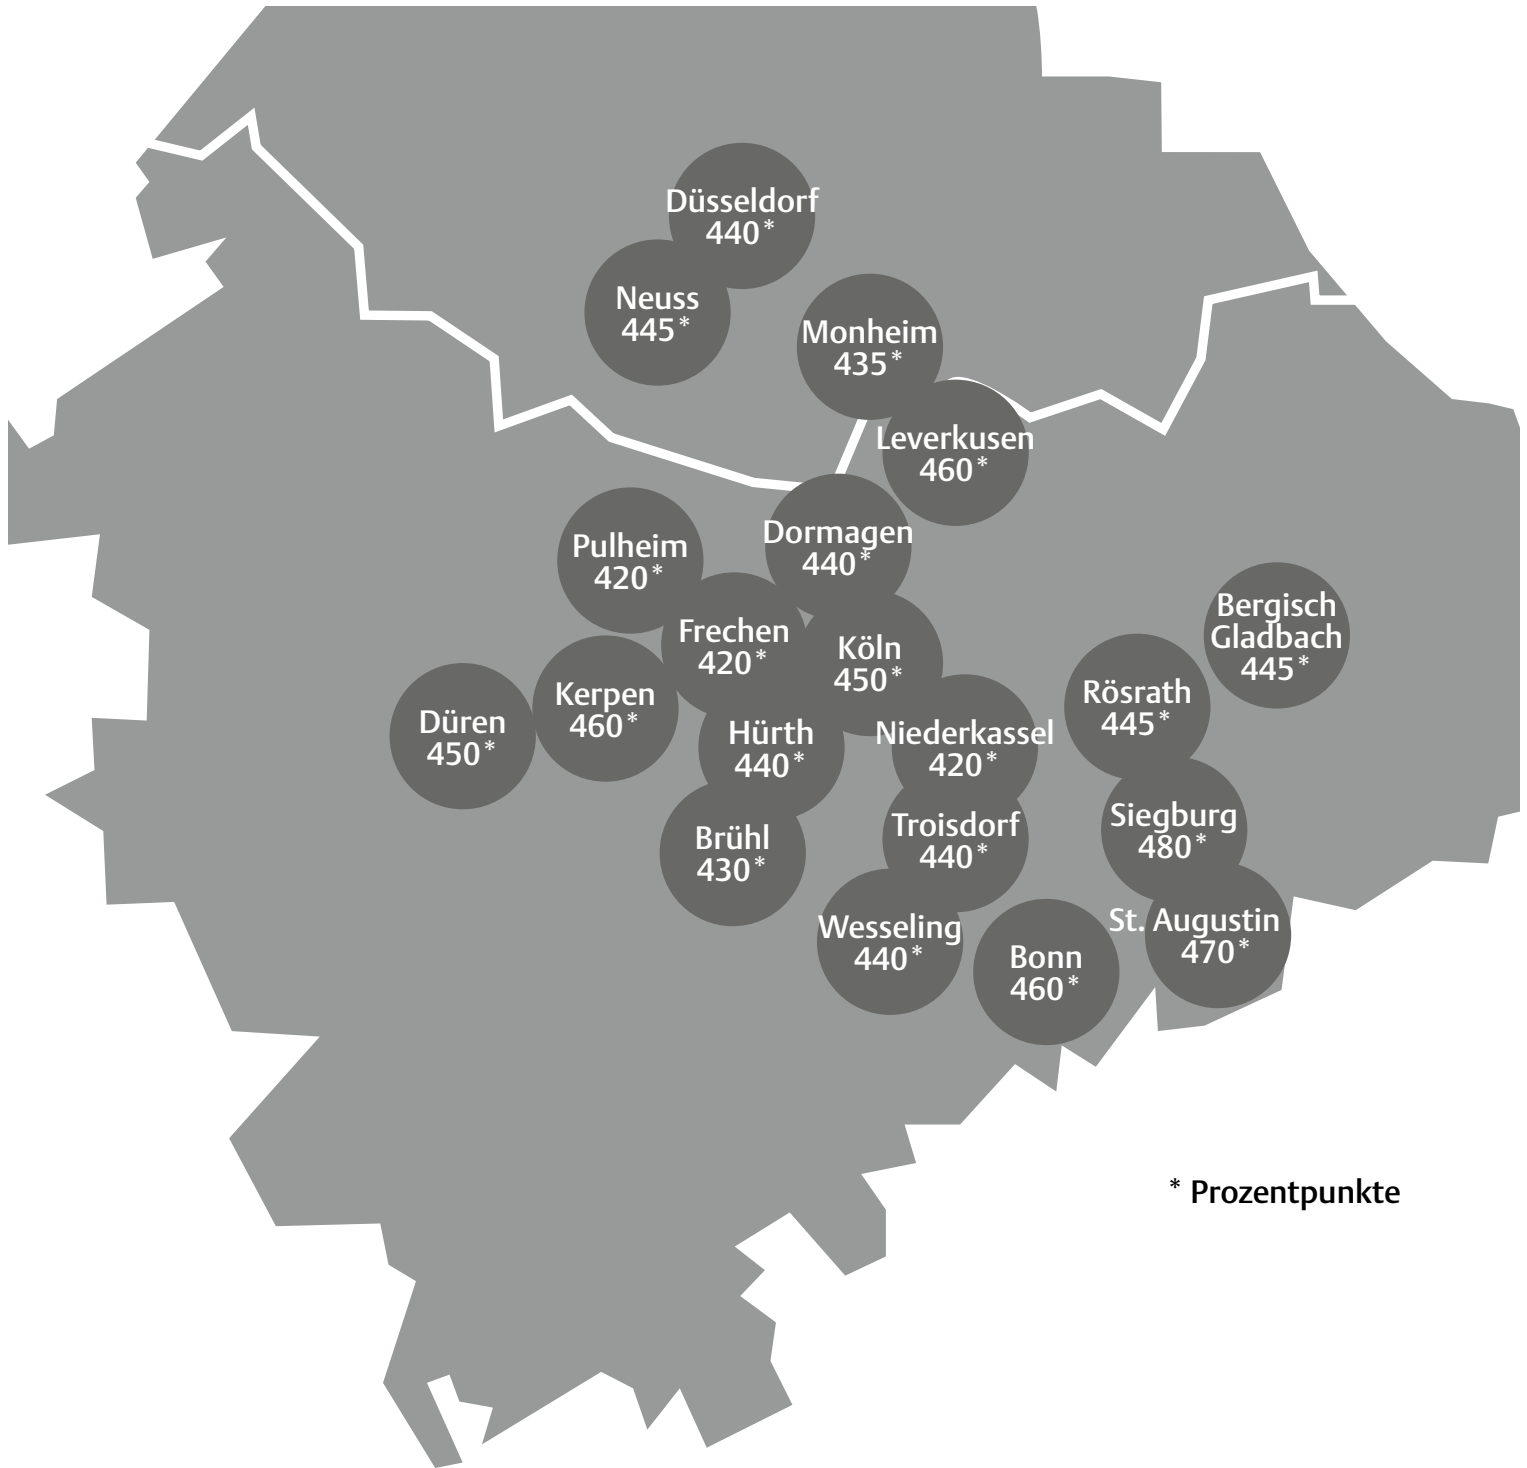 Düsseldorf
440*
Neuss
445*
Monheim
435*
Leverkusen
460*
Dormagen
440*
Pulheim
420*
Bergisch
Gladbach
445*
Frechen
420*
Köln
450*
Rösrath
445*
Kerpen
460*
Düren
450*
Hürth
440*
Niederkassel
420*
Siegburg
480*
Troisdorf
440*
Brühl
430*
St. Augustin
470*
Wesseling
440*
Bonn
460*
* Prozentpunkte